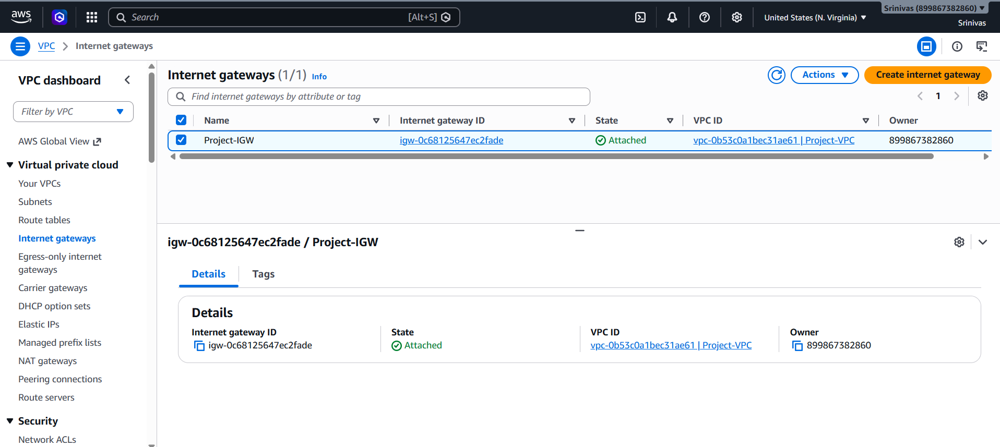 aws
Search [Alt+S]
United States (N. Virginia)
Srinivas (899867382860)
Srinivas
VPC
Internet gateways
VPC dashboard
Filter by VPC
AWS Global View
Virtual private cloud
Your VPCs
Subnets
Route tables
Internet gateways
Egress-only internet
gateways
Carrier gateways
DHCP option sets
Elastic IPs
Managed prefix lists
NAT gateways
Peering connections
Route servers
Security
Network ACLs
Internet gateways (1/1) Info
Actions
Create internet gateway
Find internet gateways by attribute or tag
1
Name Internet gateway ID State VPC ID Owner
Project-IGW igw-0c68125647ec2fade Attached vpc-0b53c0a1bec31ae61 | Project-VPC 899867382860
igw-0c68125647ec2fade / Project-IGW
Details Tags
Details
Internet gateway ID State VPC ID Owner
igw-0c68125647ec2fade Attached vpc-0b53c0a1bec31ae61 | Project-VPC 899867382860